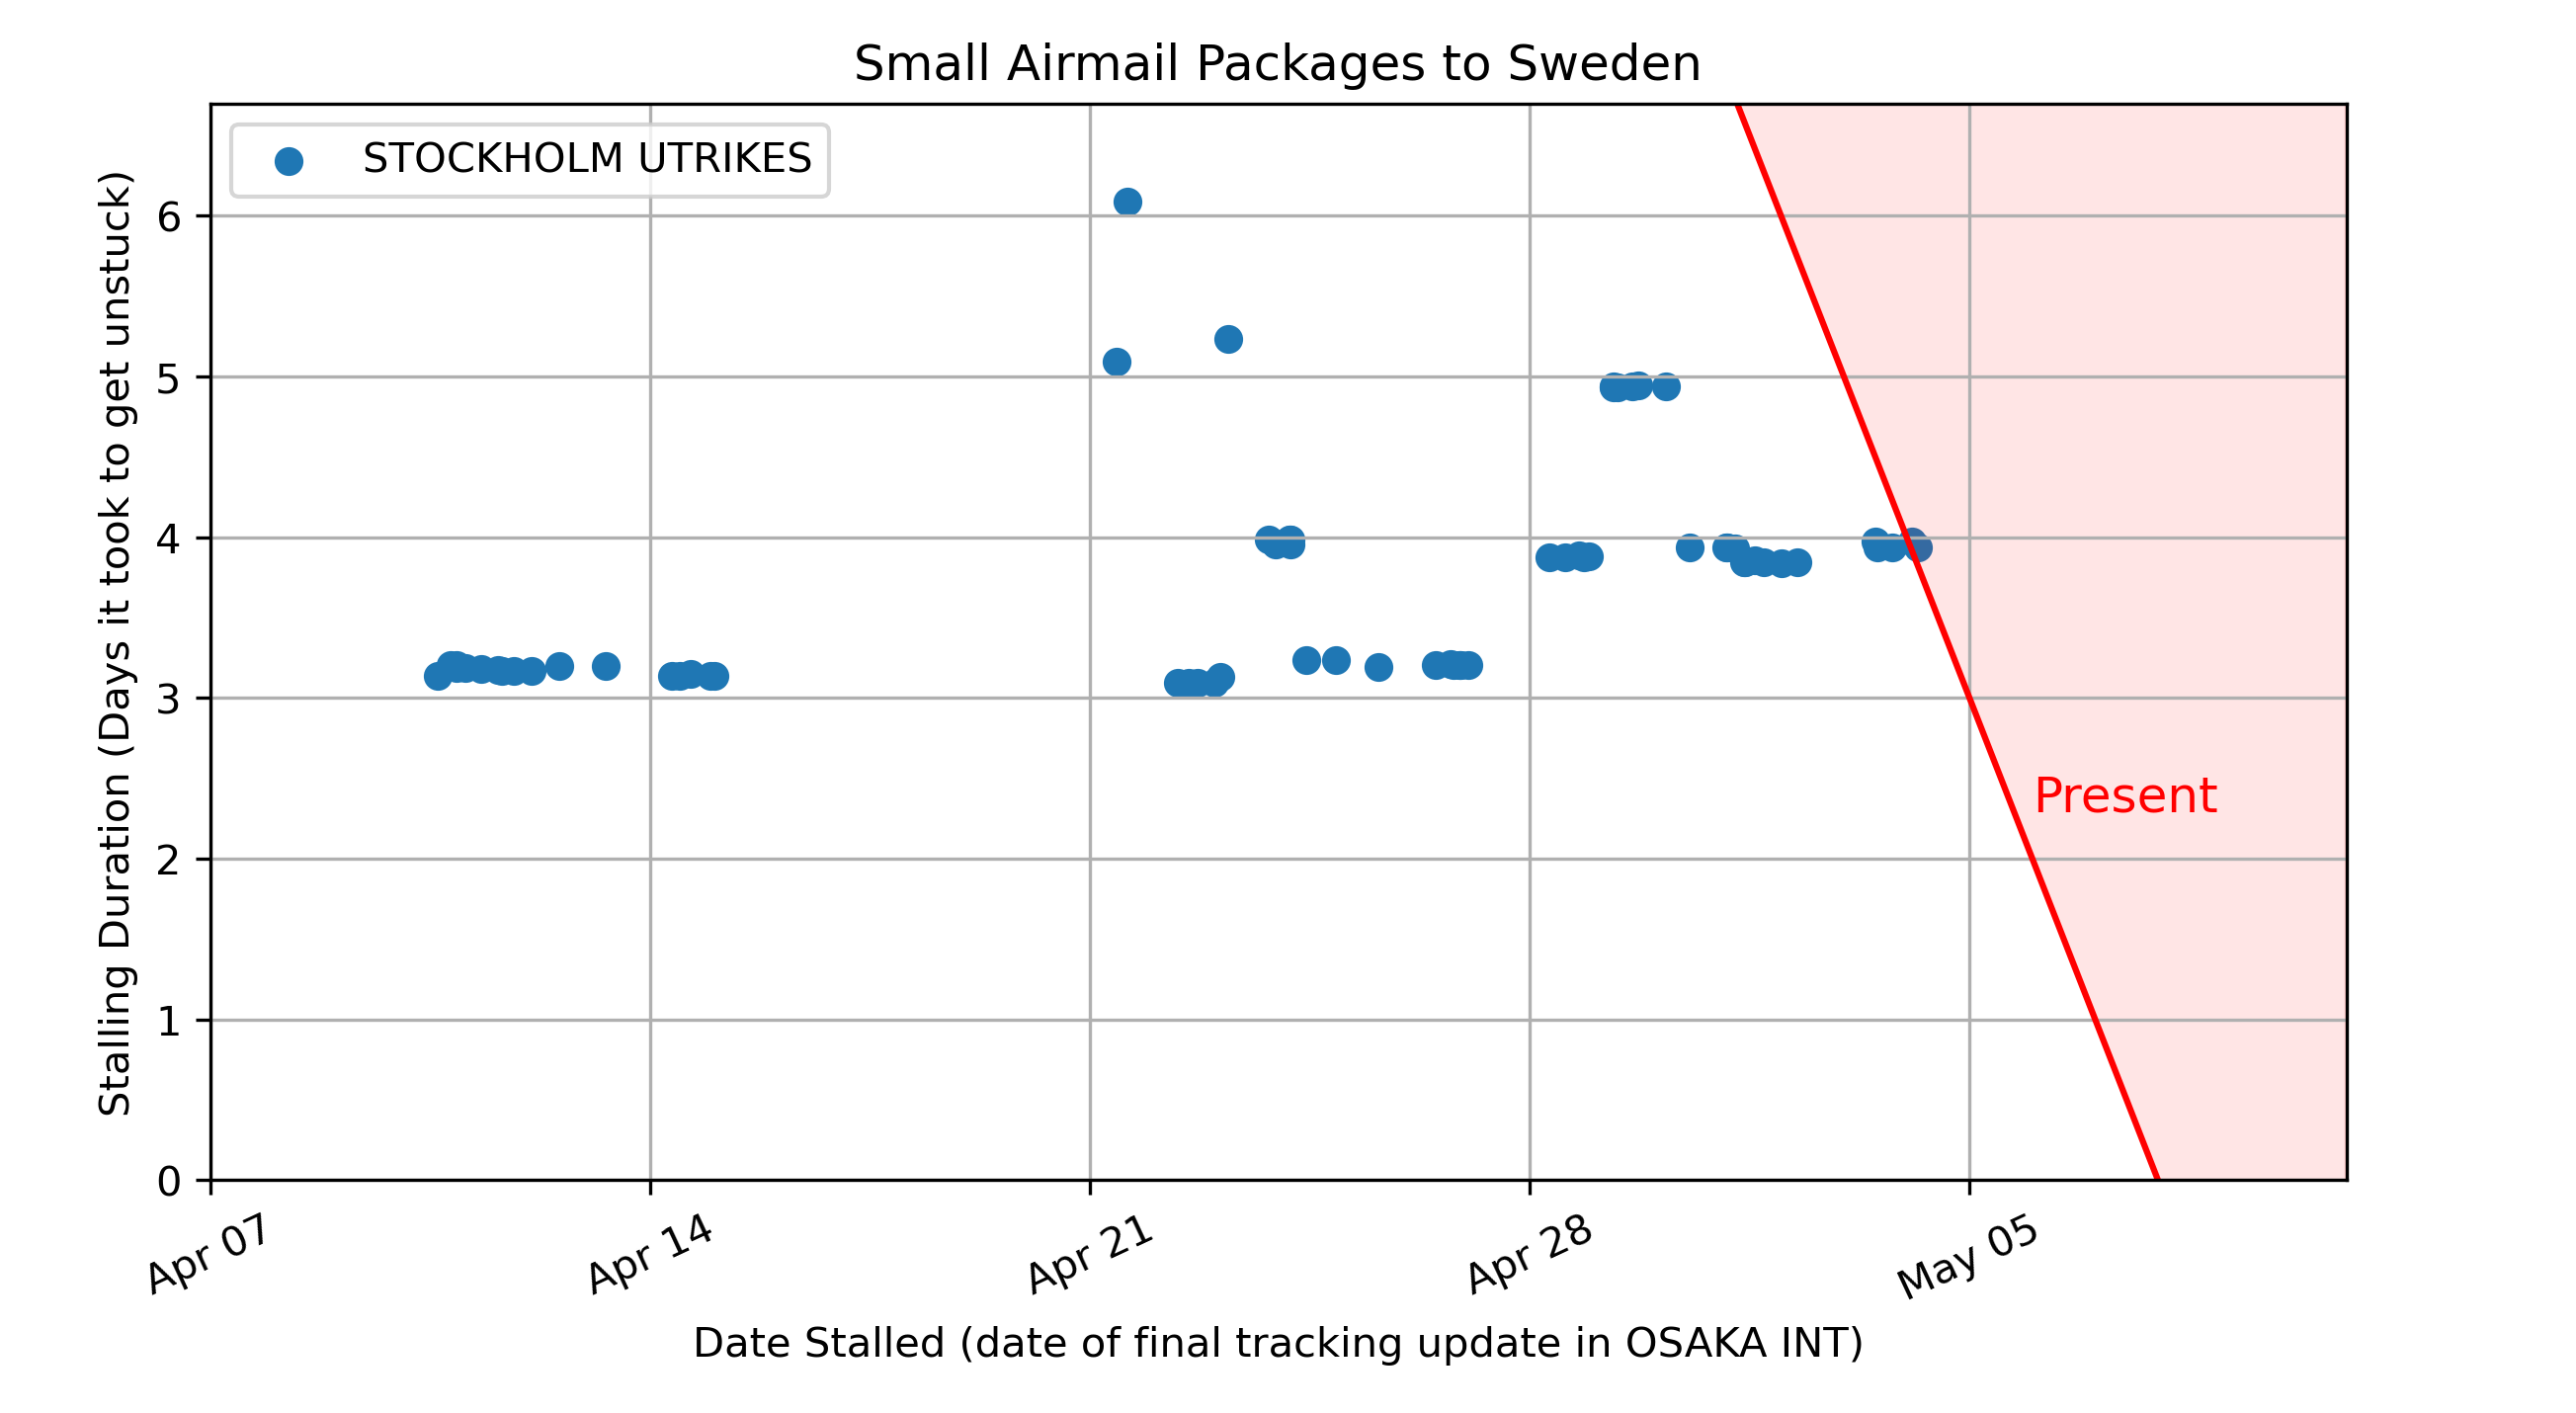 Small Airmail Packages to Sweden
STOCKHOLM UTRIKES
Stalling Duration (Days it took to get unstuck)
6
5
4
3
2
1
0
Present
Apr 07
Apr 14
Apr 21
Apr 28
May 05
Date Stalled (date of final tracking update in OSAKA INT)